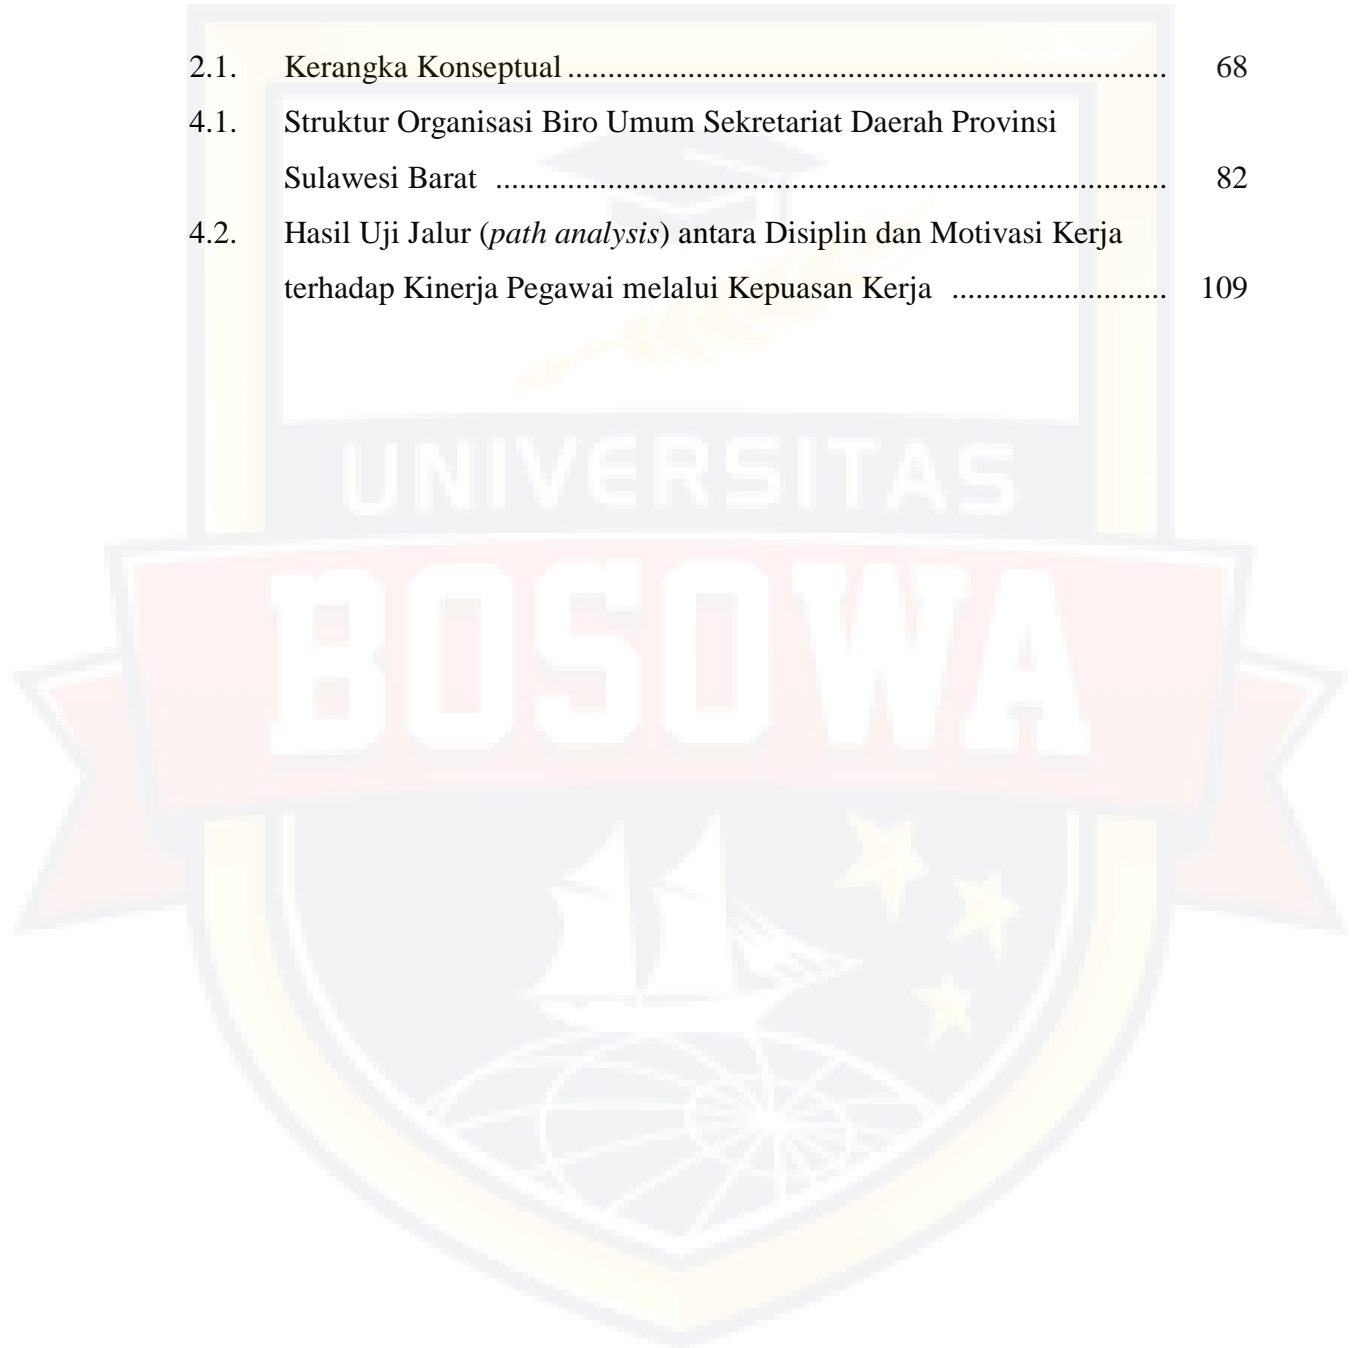 2.1. Kerangka Konseptual .......................................................................... 68
4.1. Struktur Organisasi Biro Umum Sekretariat Daerah Provinsi
Sulawesi Barat ................................................................................... 82
4.2. Hasil Uji Jalur (path analysis) antara Disiplin dan Motivasi Kerja
terhadap Kinerja Pegawai melalui Kepuasan Kerja ........................... 109
UNIVERSITAS
BOSOWA